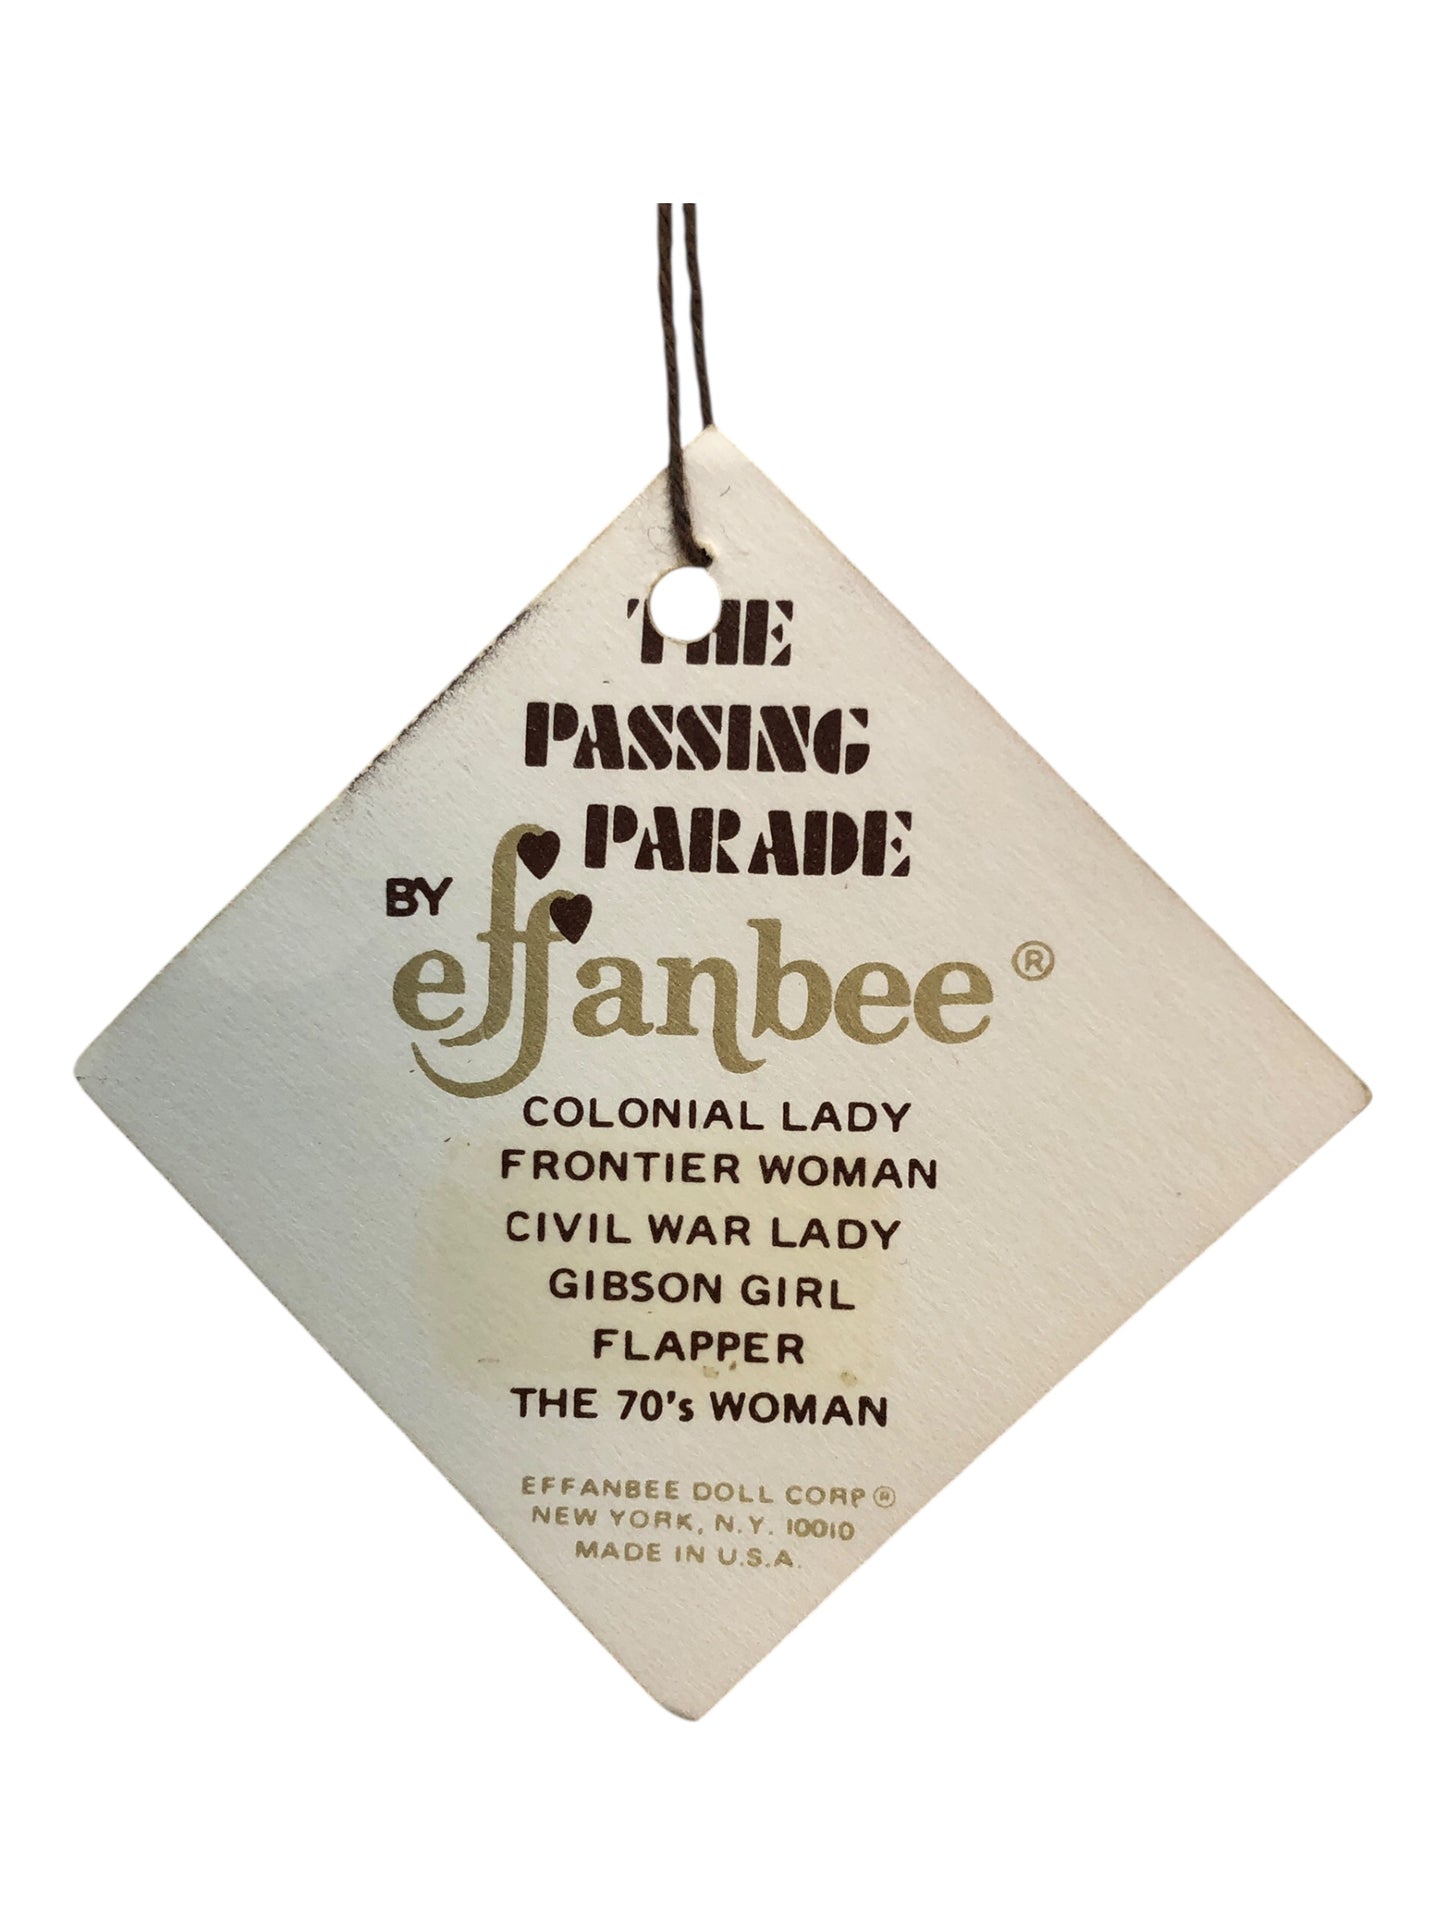 THE
PASSING
PARADE
BY
effanbee ®
COLONIAL LADY
FRONTIER WOMAN
CIVIL WAR LADY
GIBSON GIRL
FLAPPER
THE 70's WOMAN
EFFANBEE DOLL CORP ®
NEW YORK, N.Y. 10010
MADE IN U.S.A.